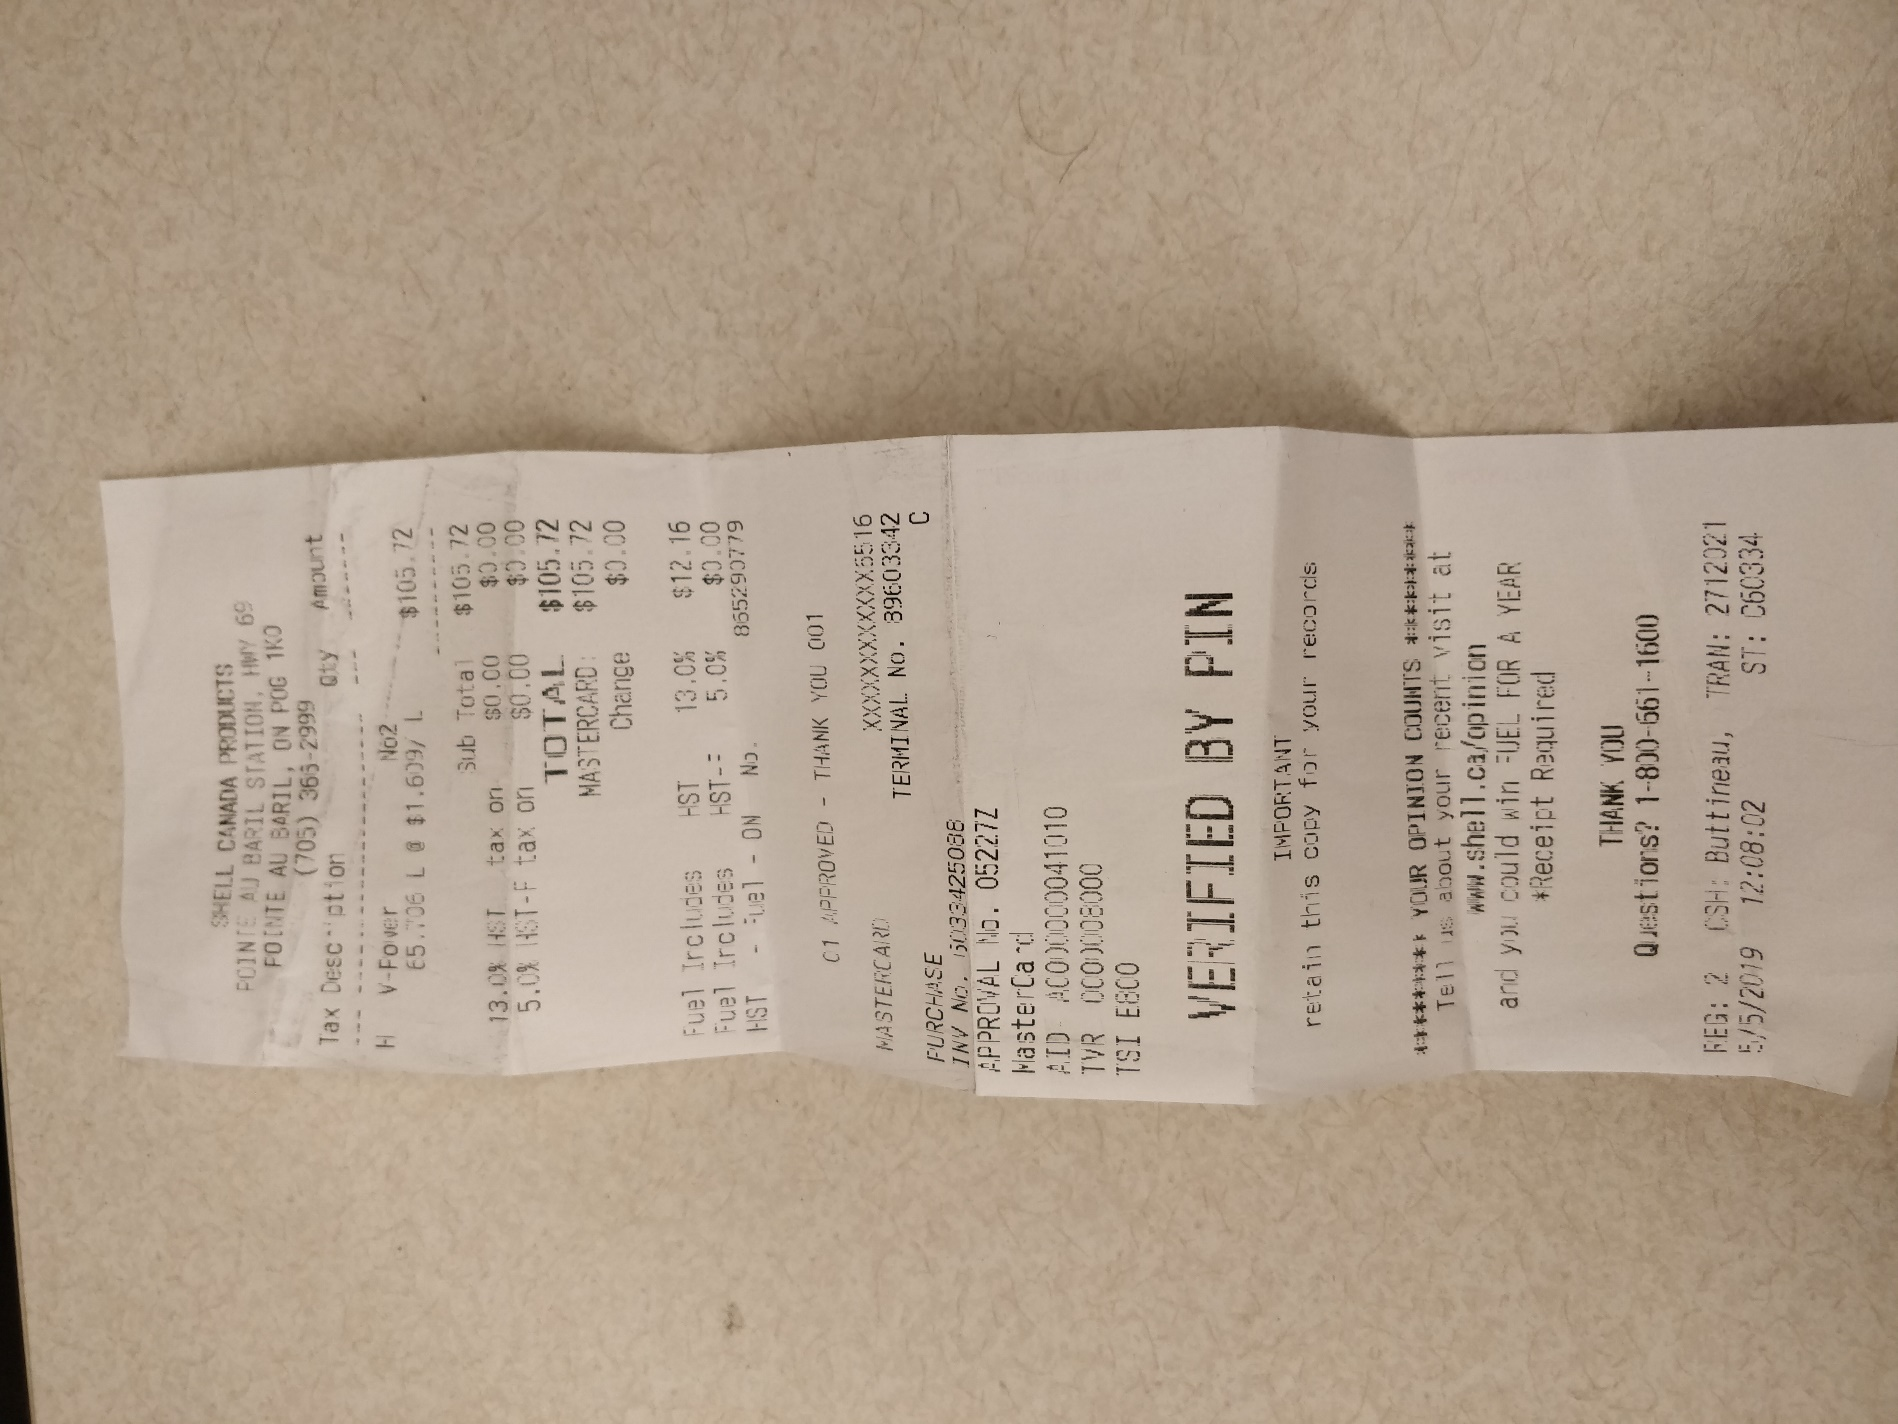 SHELL CANADA PRODUCTS
POINTE AU BARIL STATION, HWY 69
POINTE AU BARIL, ON POG 1K0
(705) 366-2999
Tax Description Qty Amount
--- ------------------- --- -------
H V-Power No2 $105.72
65.706 L @ $1.609/ L
----------
Sub Total $105.72
13.0% HST tax on $0.00 $0.00
5.0% HST-F tax on $0.00 $0.00
TOTAL $105.72
MASTERCARD: $105.72
Change $0.00
Fuel Includes HST 13.0% $12.16
Fuel Includes HST-F 5.0% $0.00
HST - Fuel - ON No. 865290779
C1 APPROVED - THANK YOU 001
MASTERCARD XXXXXXXXXXXX5516
TERMINAL No. 89603342
PURCHASE C
INV No. 6033425088
APPROVAL No. 05227Z
MasterCard
AID A0000000041010
TVR 0000008000
TSI E800
VERIFIED BY PIN
IMPORTANT
retain this copy for your records
******* YOUR OPINION COUNTS *******
Tell us about your recent visit at
www.shell.ca/opinion
and you could win FUEL FOR A YEAR
*Receipt Required
THANK YOU
Questions? 1-800-661-1600
REG: 2 CSH: Buttineau, TRAN: 2712021
5/5/2019 12:08:02 ST: C60334